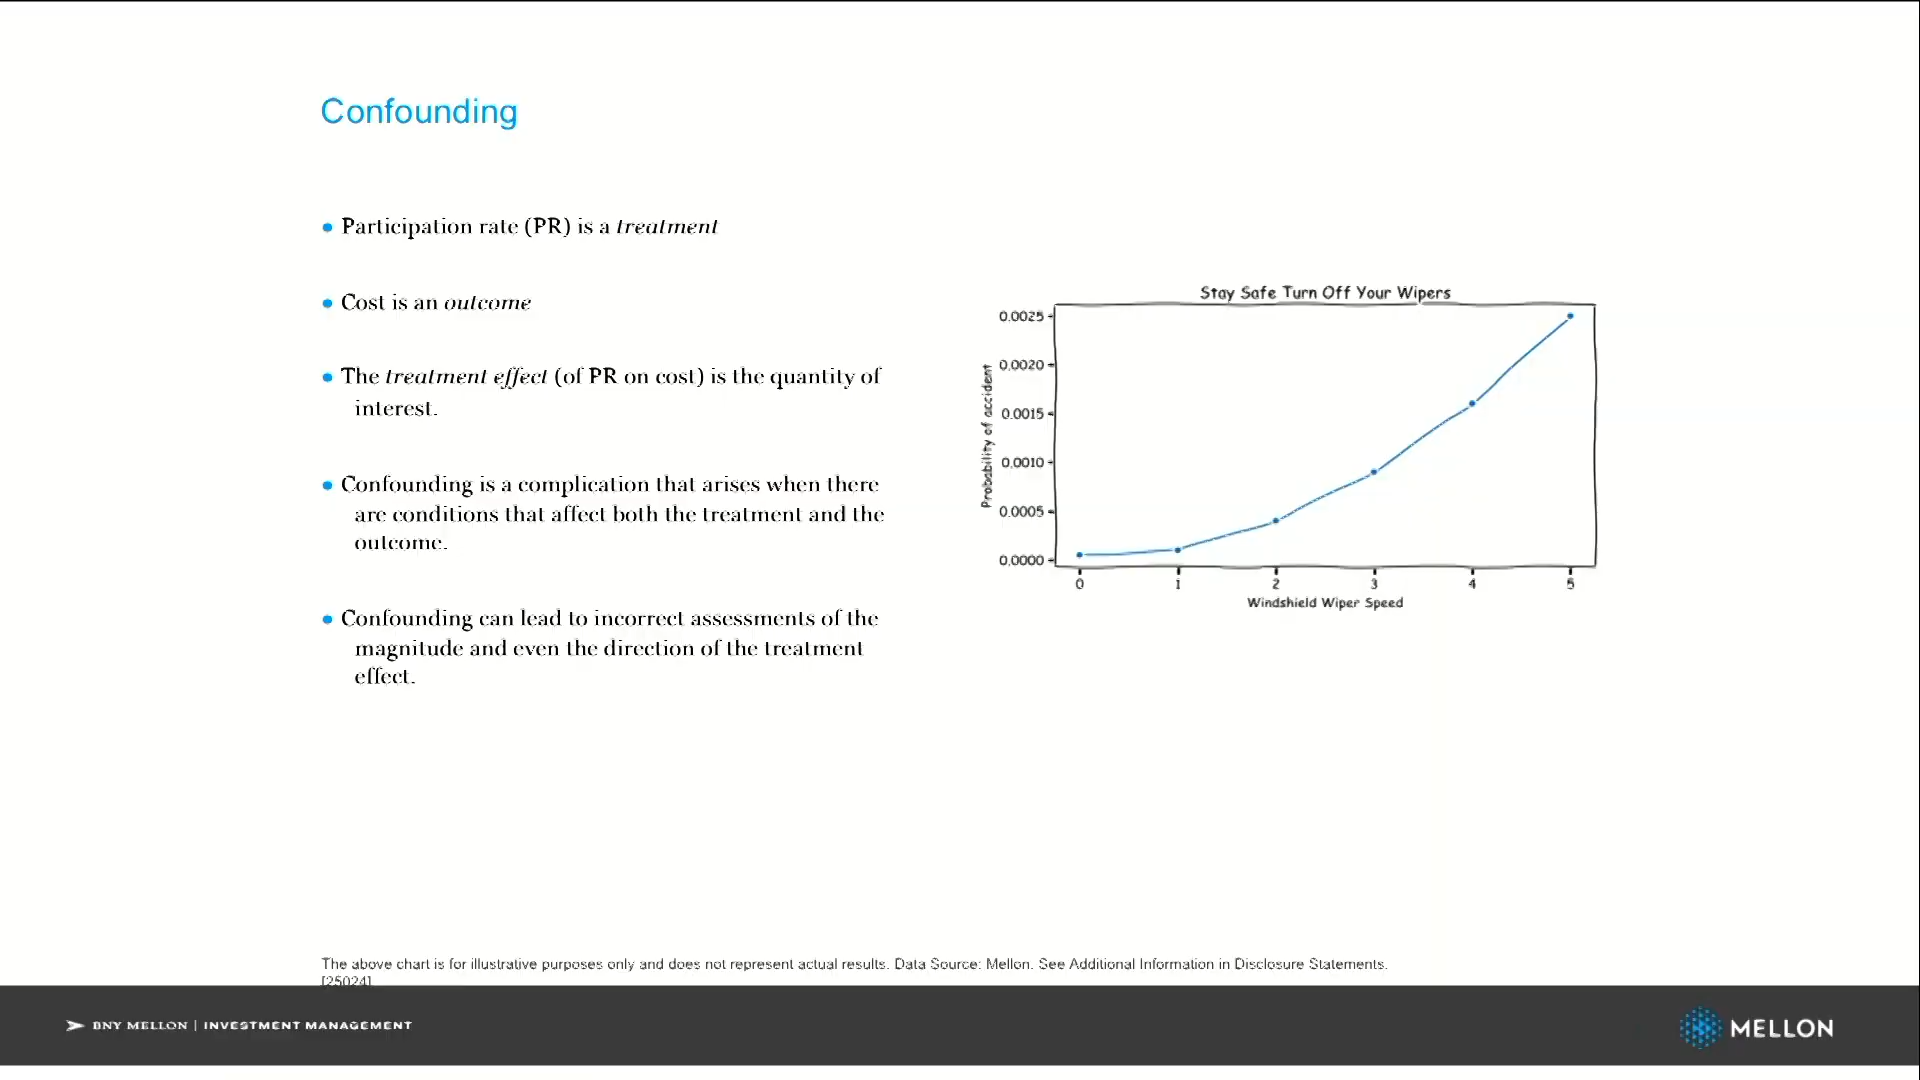 Confounding
Participation rate (PR) is a treatment
Cost is an outcome
The treatment effect (of PR on cost) is the quantity of
interest.
Confounding is a complication that arises when there
are conditions that affect both the treatment and the
outcome.
Confounding can lead to incorrect assessments of the
magnitude and even the direction of the treatment
effect.
Stay Safe Turn Off Your Wipers
Probability of accident
0.0025
0.0020
0.0015
0.0010
0.0005
0.0000
0 1 2 3 4 5
Windshield Wiper Speed
The above chart is for illustrative purposes only and does not represent actual results. Data Source: Mellon. See Additional Information in Disclosure Statements.
[25024]
BNY MELLON | INVESTMENT MANAGEMENT
MELLON